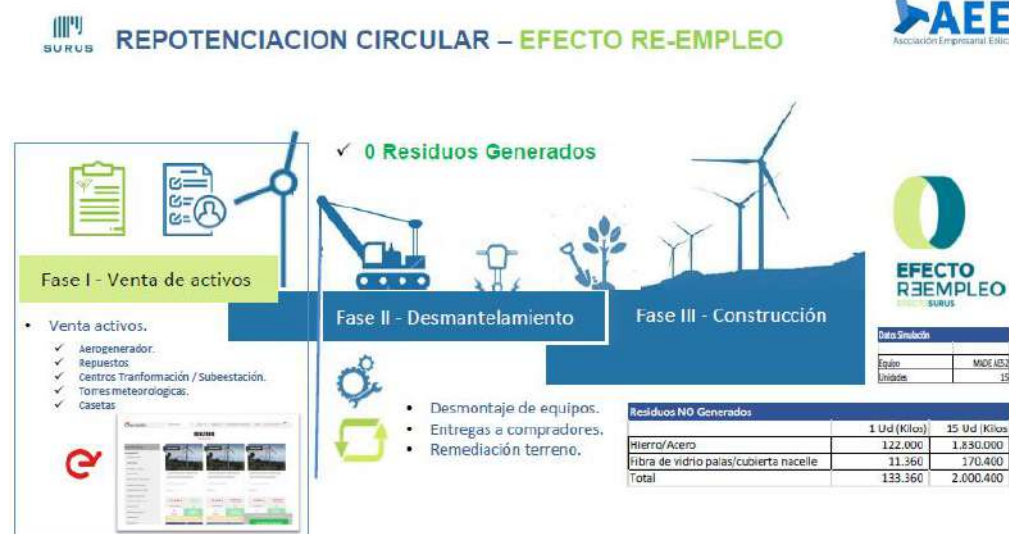 SURUS
REPOTENCIACION CIRCULAR – EFECTO RE-EMPLEO
AEE
Asociación Empresarial Eólica
✓ 0 Residuos Generados
Fase I - Venta de activos
Fase II - Desmantelamiento
Fase III - Construcción
• Venta activos.
✓ Aerogenerador.
✓ Repuestos
✓ Centros Tranformación / Subeestación.
✓ Torres meteorologicas.
✓ Casetas
• Desmontaje de equipos.
• Entregas a compradores.
• Remediación terreno.
EFECTO
REEMPLEO
SURUS
Datos Simulación
Equipo MADE AE52
Unidades 15
Residuos NO Generados
1 Ud (Kilos) 15 Ud (Kilos
Hierro/Acero 122.000 1.830.000
Fibra de vidrio palas/cubierta nacelle 11.360 170.400
Total 133.360 2.000.400